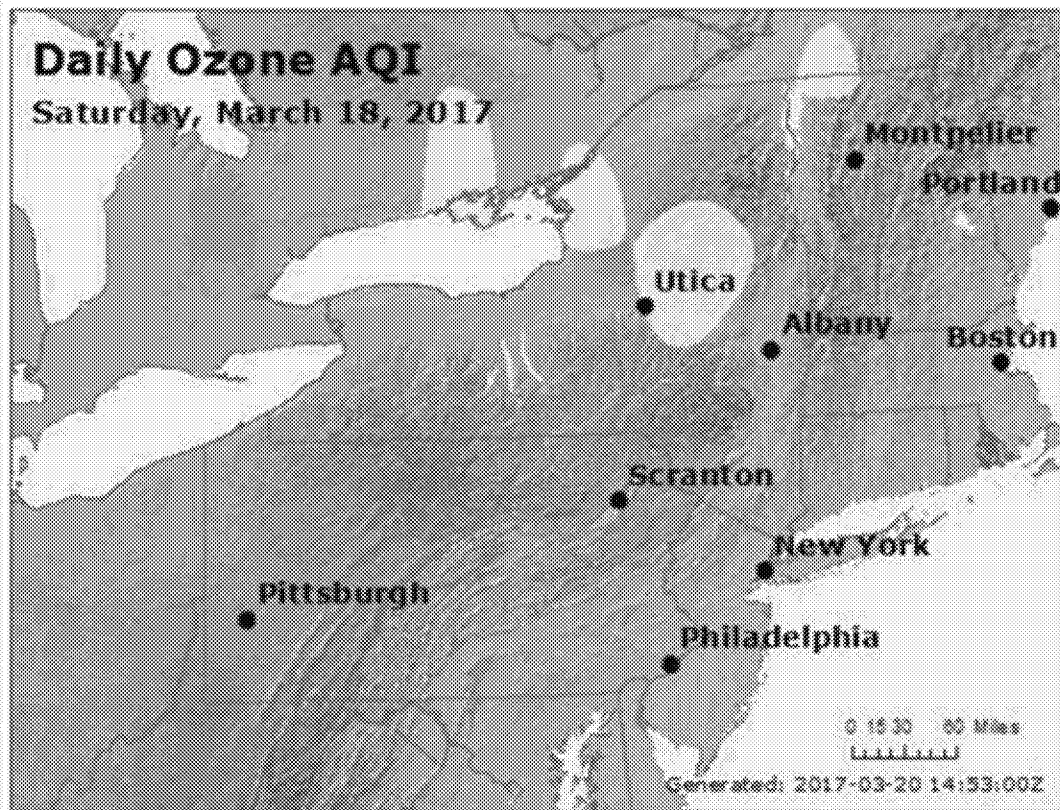 Daily Ozone AQI
Saturday, March 18, 2017
Montpelier
Portland
Utica
Albany
Boston
Scranton
New York
Pittsburgh
Philadelphia
0 15 30 60 Miles
Generated: 2017-03-20 14:53:00Z